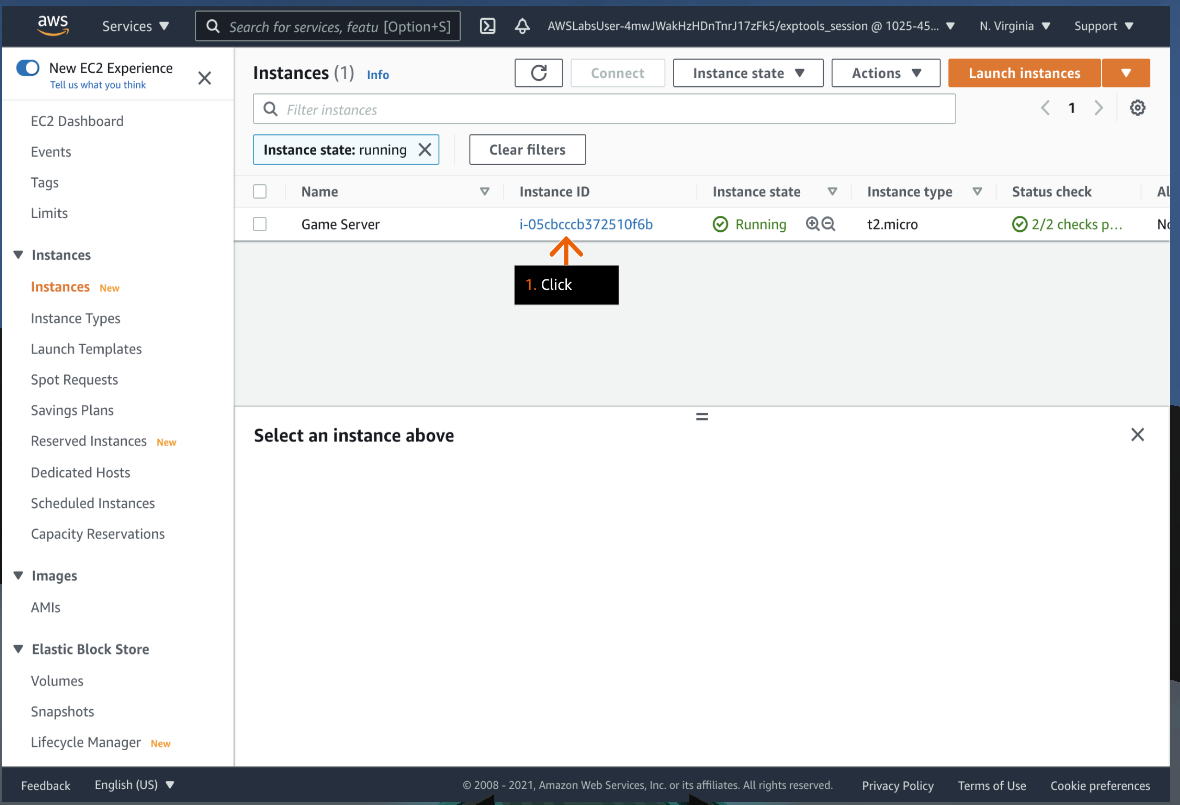 aws
Services ▼
Search for services, featu [Option+S]
AWSLabsUser-4mwJWakHzHDnTnrJ17zFk5/exptools_session @ 1025-45... ▼
N. Virginia ▼
Support ▼
New EC2 Experience
Tell us what you think
EC2 Dashboard
Events
Tags
Limits
▼ Instances
Instances New
Instance Types
Launch Templates
Spot Requests
Savings Plans
Reserved Instances New
Dedicated Hosts
Scheduled Instances
Capacity Reservations
▼ Images
AMIs
▼ Elastic Block Store
Volumes
Snapshots
Lifecycle Manager New
Instances (1) Info
Connect
Instance state ▼
Actions ▼
Launch instances ▼
Filter instances
1
Instance state: running
Clear filters
Name
Instance ID
Instance state
Instance type
Status check
Al
Game Server
i-05cbcccb372510f6b
Running
t2.micro
2/2 checks p...
No
1. Click
Select an instance above
Feedback
English (US) ▼
© 2008 - 2021, Amazon Web Services, Inc. or its affiliates. All rights reserved.
Privacy Policy
Terms of Use
Cookie preferences